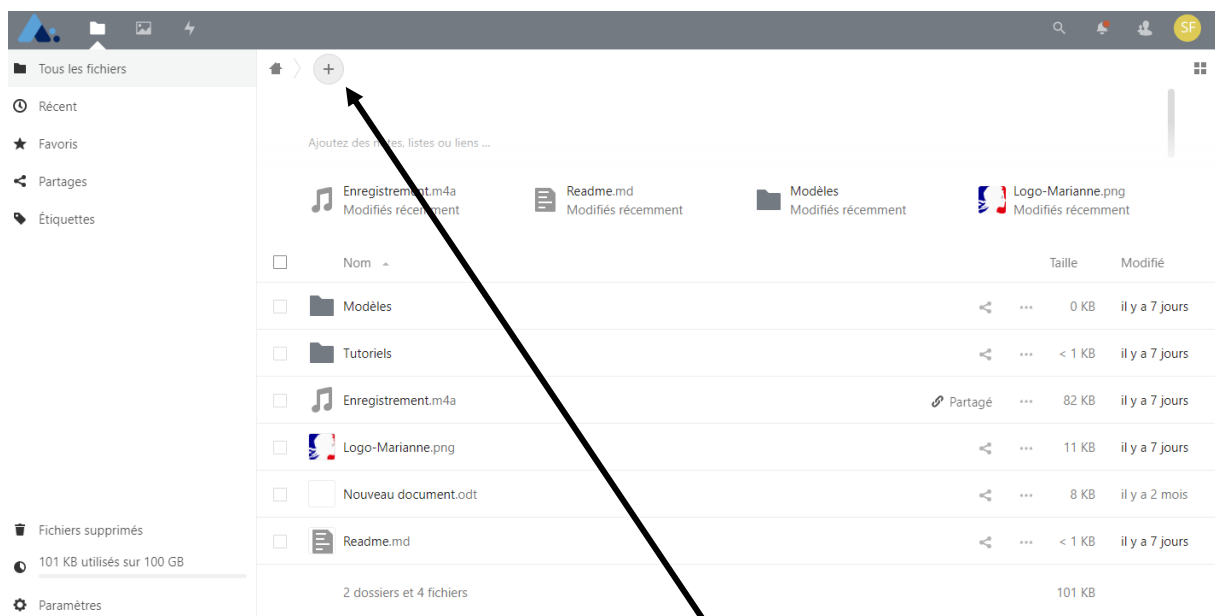 SF
Tous les fichiers
Récent
Favoris
Partages
Étiquettes
Ajoutez des notes, listes ou liens ...
Enregistrement.m4a
Modifiés récemment
Readme.md
Modifiés récemment
Modèles
Modifiés récemment
Logo-Marianne.png
Modifiés récemment
Nom Taille Modifié
Modèles 0 KB il y a 7 jours
Tutoriels < 1 KB il y a 7 jours
Enregistrement.m4a Partagé 82 KB il y a 7 jours
Logo-Marianne.png 11 KB il y a 7 jours
Nouveau document.odt 8 KB il y a 2 mois
Readme.md < 1 KB il y a 7 jours
2 dossiers et 4 fichiers 101 KB
Fichiers supprimés
101 KB utilisés sur 100 GB
Paramètres